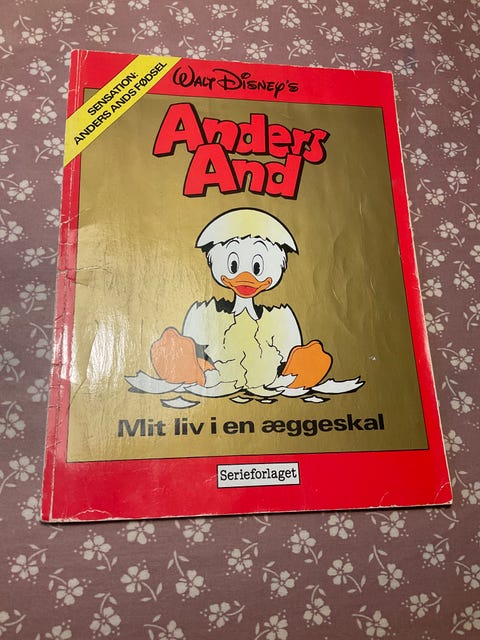 SENSATION:
ANDERS ANDS FØDSEL
WALT DISNEY'S
Anders
And
Mit liv i en æggeskal
Serieforlaget